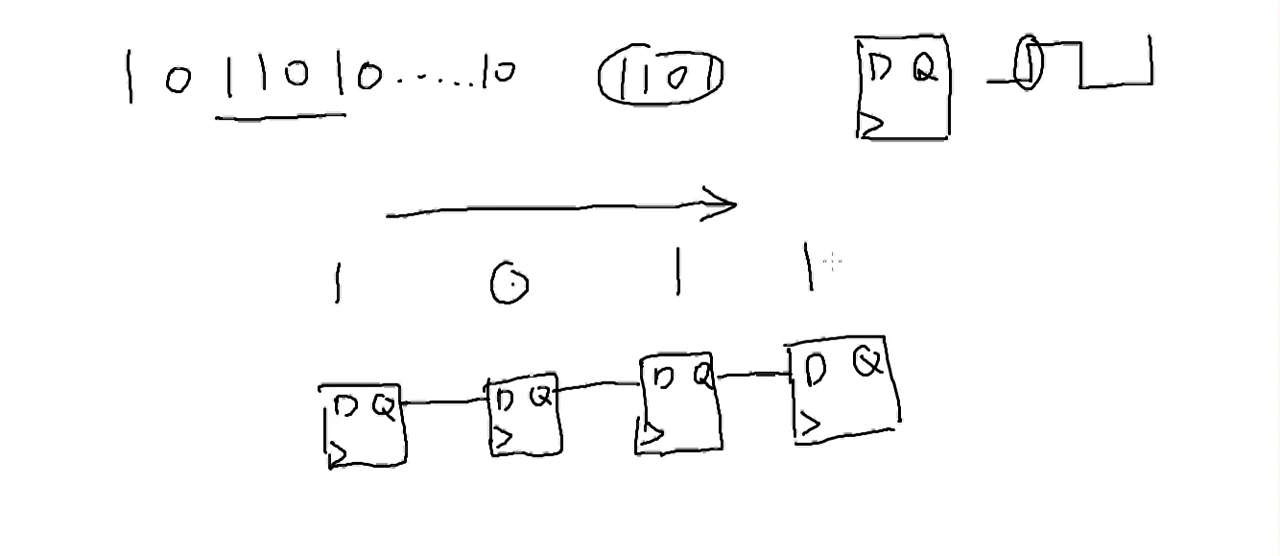 1 0 1 1 0 1 0 ...... 1 0 1 1 0 1 D Q
1 0 1 1
D Q D Q D Q D Q